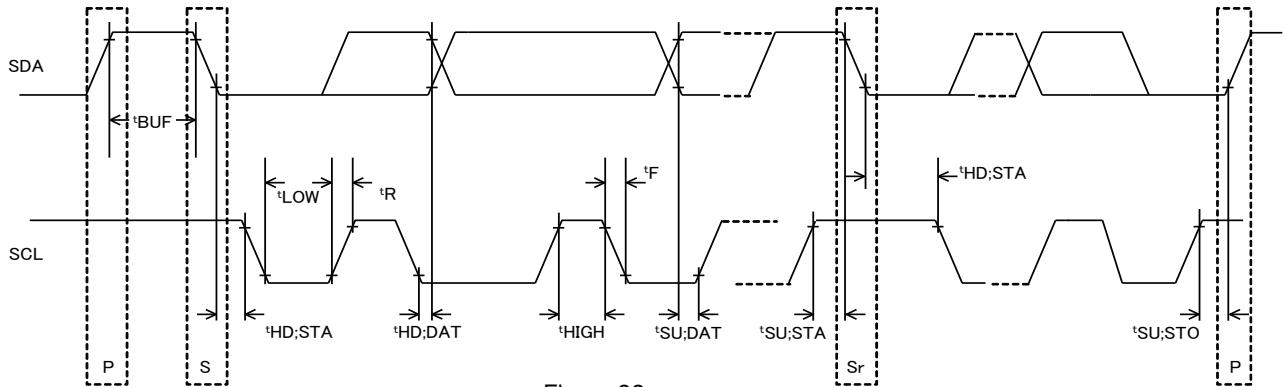 SDA
tBUF
tLOW
tR
tF
tHD;STA
SCL
tHD;STA
tHD;DAT
tHIGH
tSU;DAT
tSU;STA
tSU;STO
P
S
Sr
P